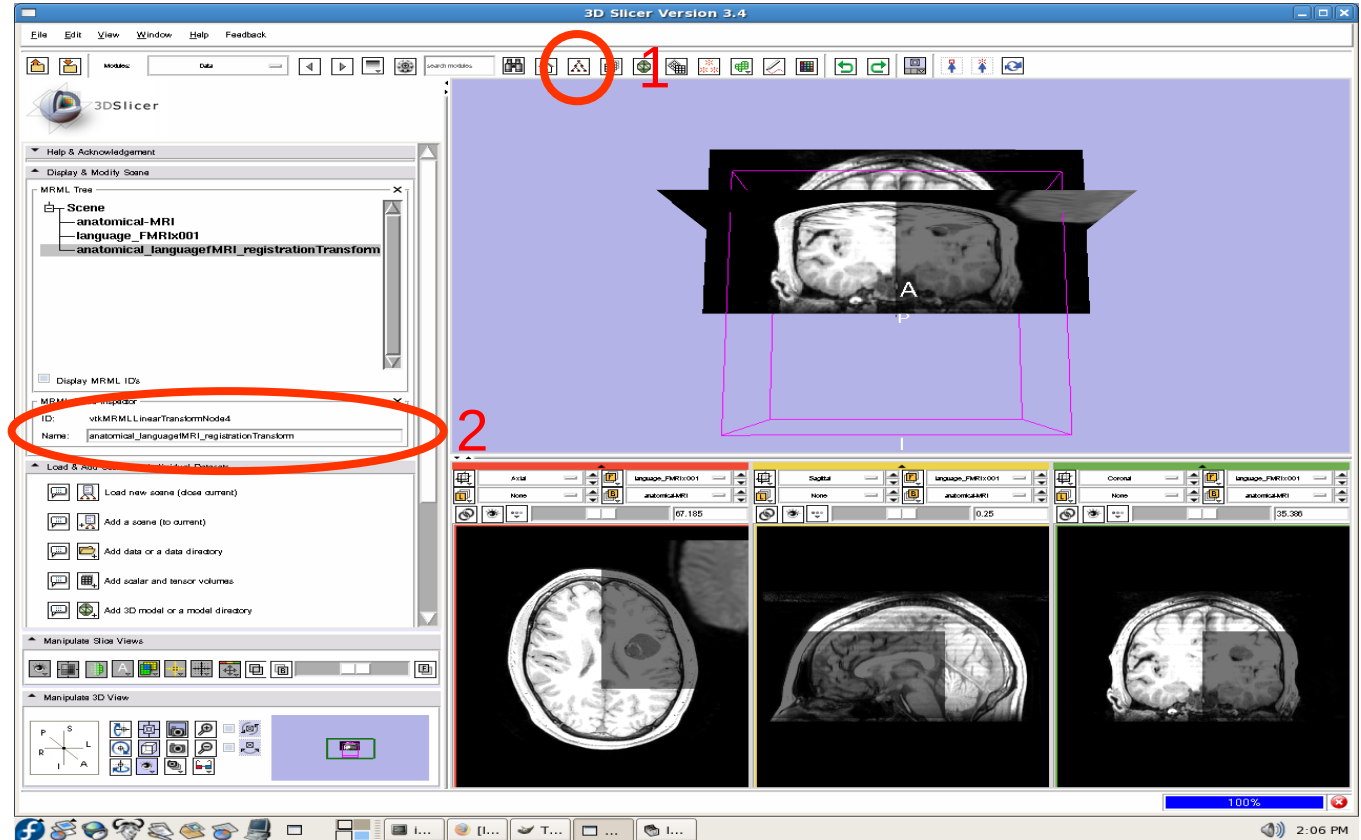 3D Slicer Version 3.4
File Edit View Window Help Feedback
Modules: Data search modules
1
3DSlicer
Help & Acknowledgement
Display & Modify Scene
MRML Tree
Scene
anatomical-MRI
language_FMRIx001
anatomical_languagefMRI_registrationTransform
Display MRML ID's
ID: vtkMRMLLinearTransformNode4
Name: anatomical_languagefMRI_registrationTransform
2
Load new scene (close current)
Add a scene (to current)
Add data or a data directory
Add scalar and tensor volumes
Add 3D model or a model directory
Manipulate Slice Views
A B F
Manipulate 3D View
P S
R L
I A
A
P
I
F Axial language_FMRIx001
L None B anatomical-MRI
67.185
Sagittal F language_FMRIx001
L None B anatomical-MRI
0.25
Coronal F language_FMRIx001
L None B anatomical-MRI
35.386
100%
i... [I... T... ... I... 2:06 PM